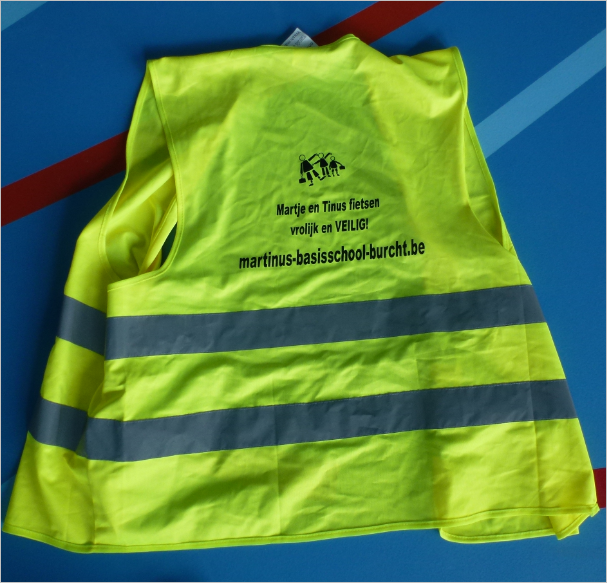 Martje en Tinus fietsen
vrolijk en VEILIG!
martinus-basisschool-burcht.be